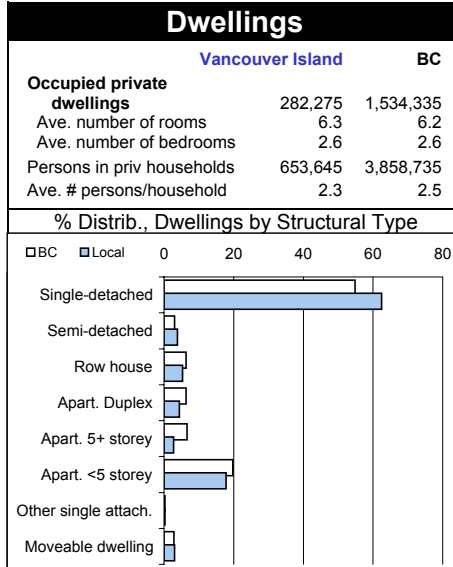 Dwellings
Vancouver Island BC
Occupied private
dwellings 282,275 1,534,335
Ave. number of rooms 6.3 6.2
Ave. number of bedrooms 2.6 2.6
Persons in priv households 653,645 3,858,735
Ave. # persons/household 2.3 2.5
% Distrib., Dwellings by Structural Type
BC Local 0 20 40 60 80
Single-detached
Semi-detached
Row house
Apart. Duplex
Apart. 5+ storey
Apart. <5 storey
Other single attach.
Moveable dwelling